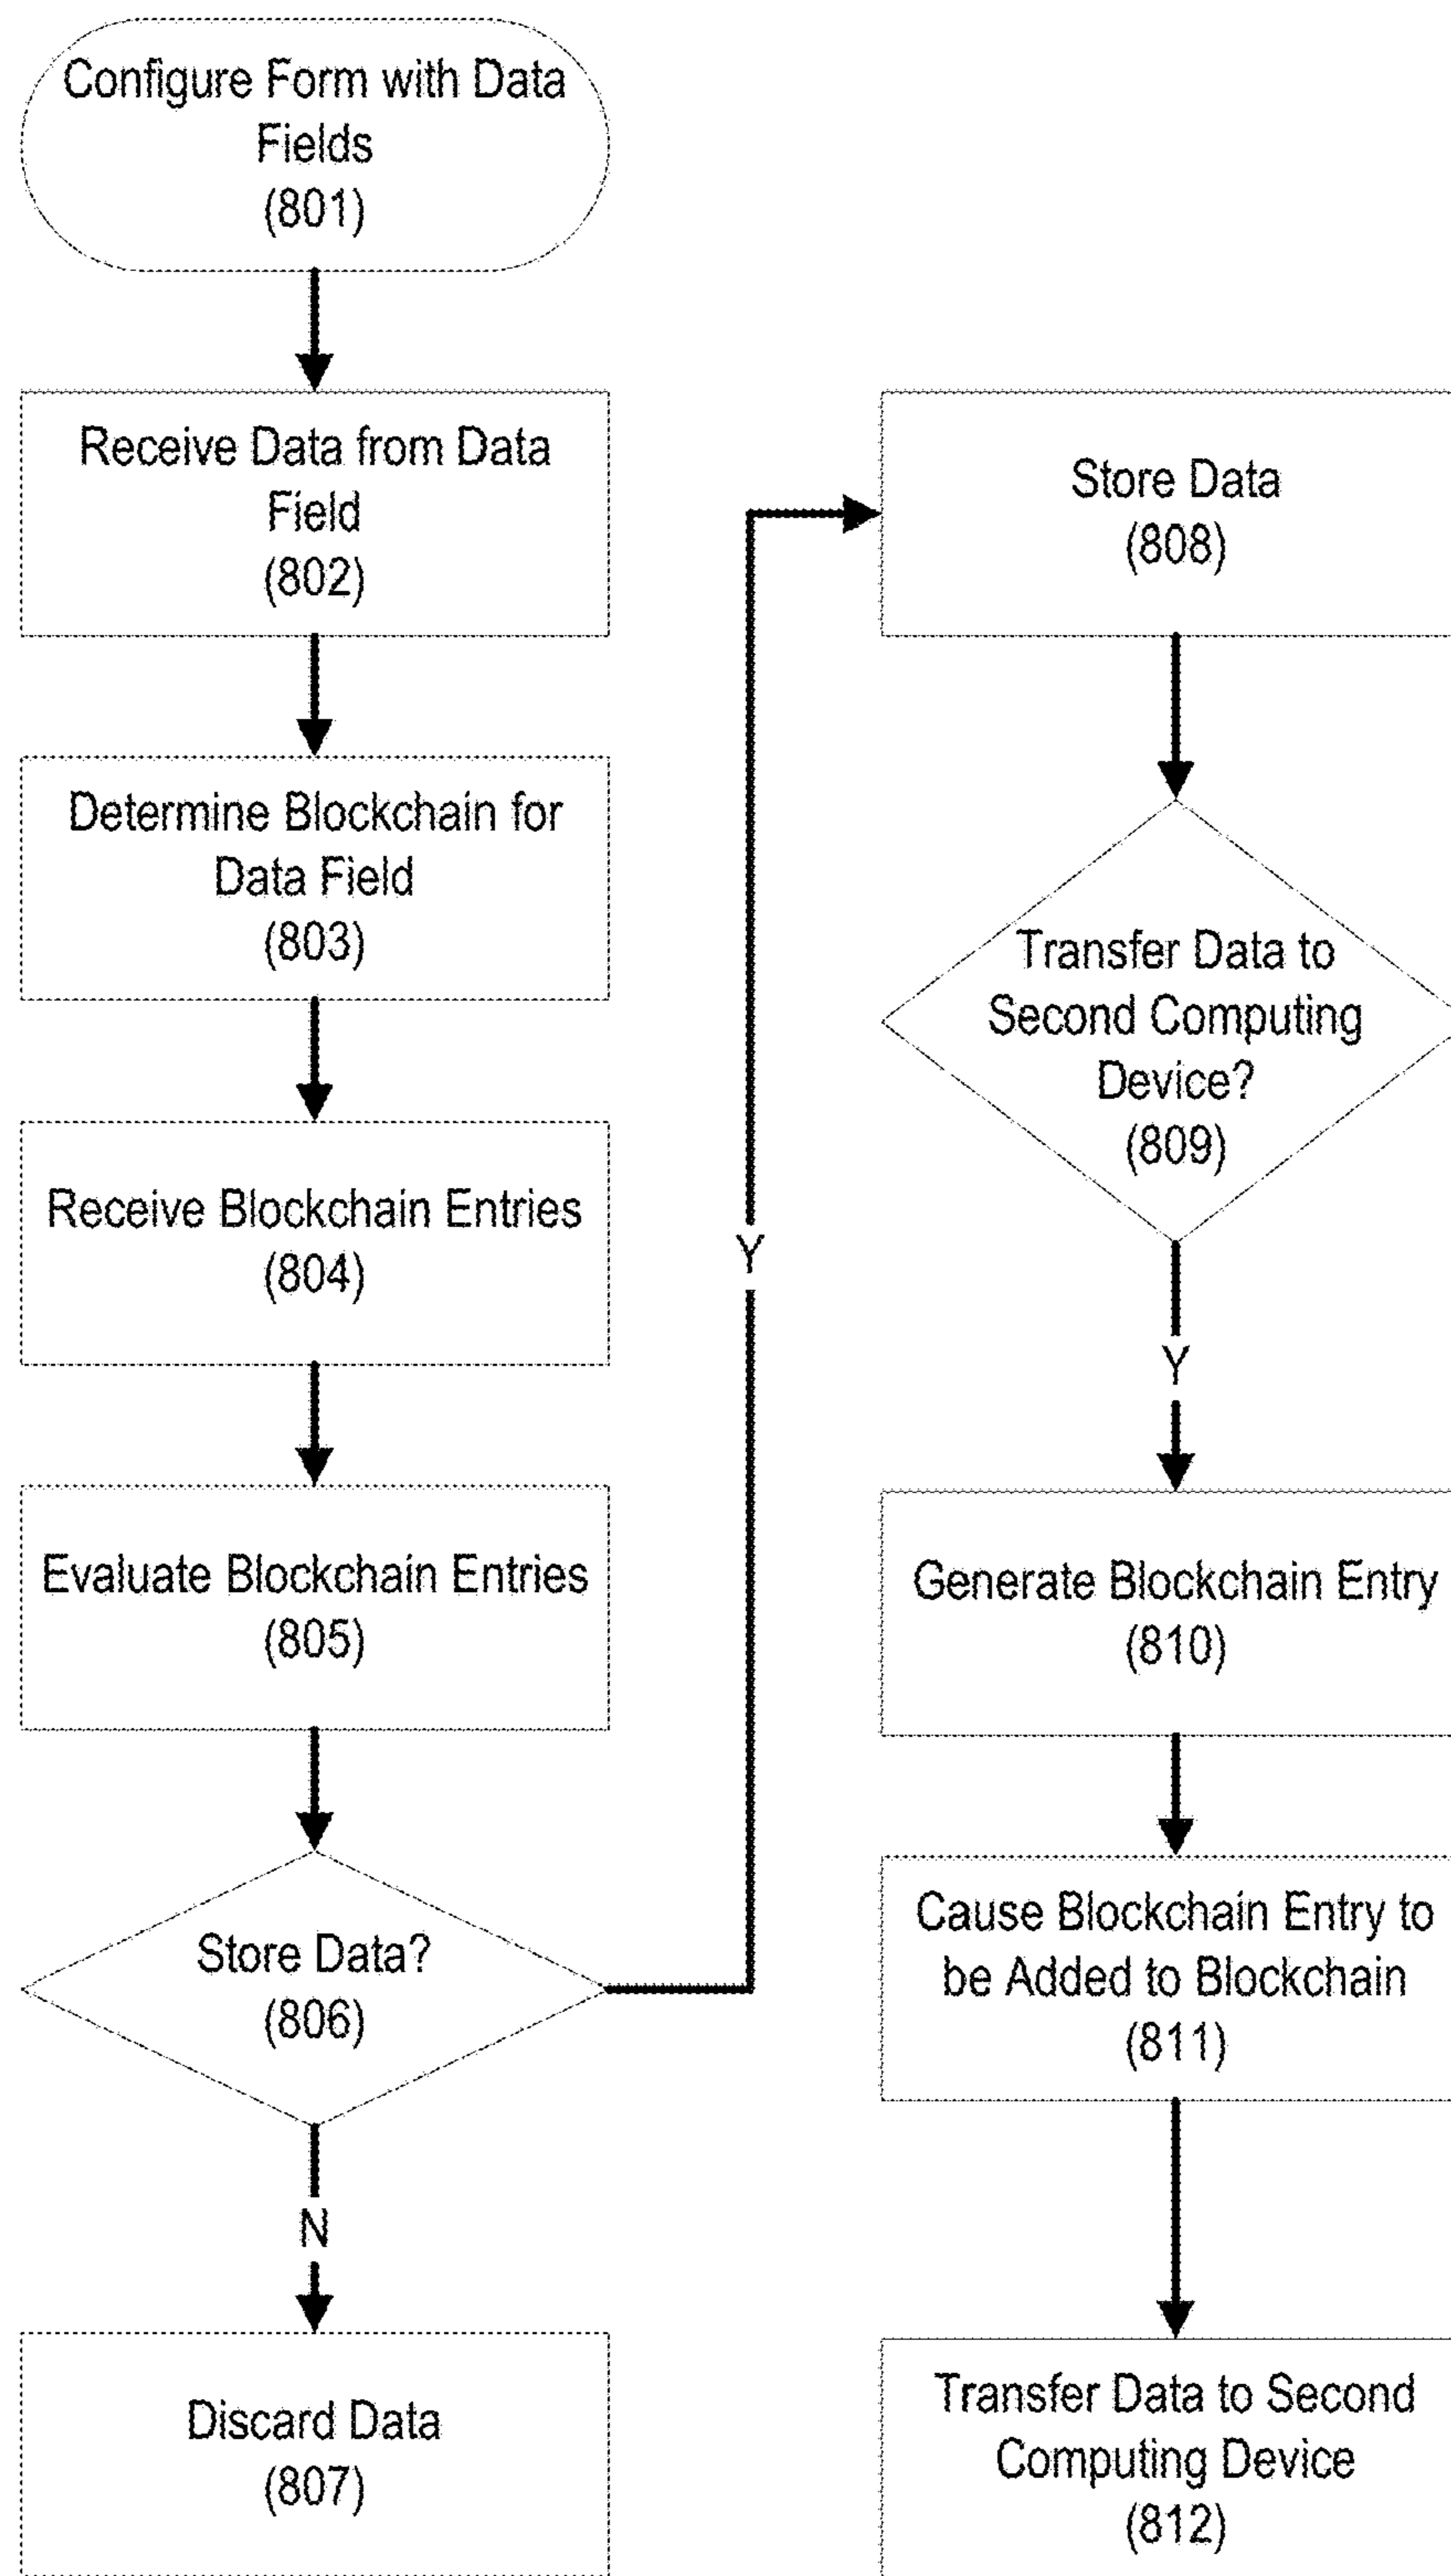 Configure Form with Data
Fields
(801)
Receive Data from Data
Field
(802)
Determine Blockchain for
Data Field
(803)
Receive Blockchain Entries
(804)
Evaluate Blockchain Entries
(805)
Store Data?
(806)
N
Discard Data
(807)
Y
Store Data
(808)
Transfer Data to
Second Computing
Device?
(809)
Y
Generate Blockchain Entry
(810)
Cause Blockchain Entry to
be Added to Blockchain
(811)
Transfer Data to Second
Computing Device
(812)